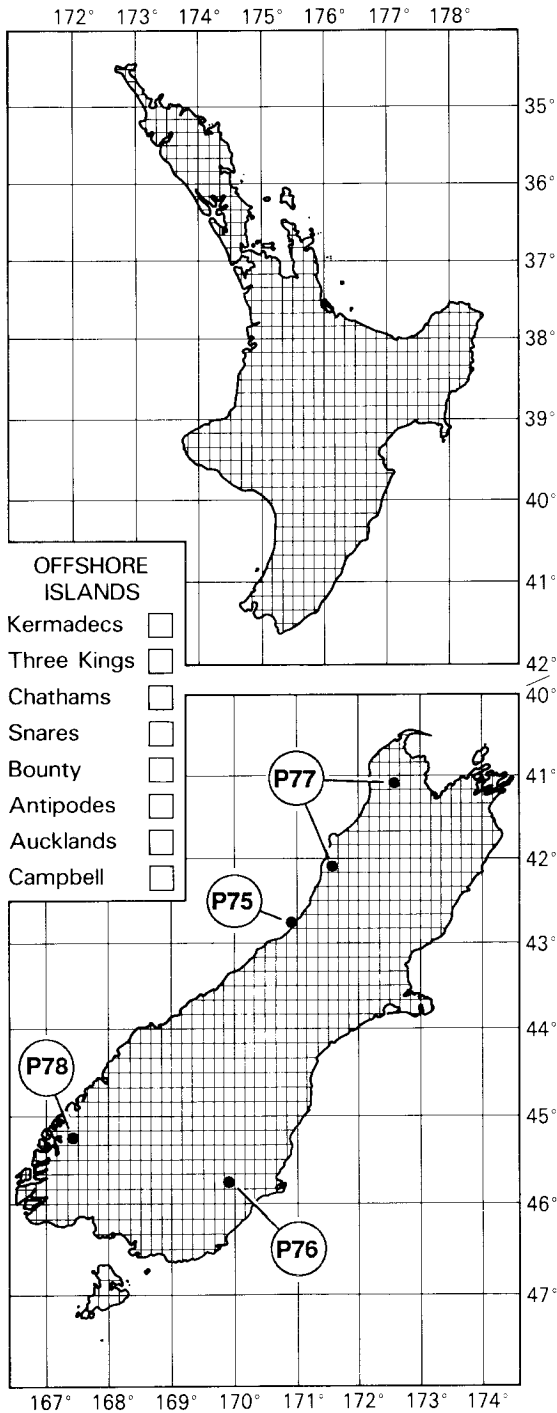 172° 173° 174° 175° 176° 177° 178°
35°
36°
37°
38°
39°
40°
41°
42°
OFFSHORE
ISLANDS
Kermadecs
Three Kings
Chathams
Snares
Bounty
Antipodes
Aucklands
Campbell
40°
P77
41°
42°
P75
43°
44°
P78
45°
46°
P76
47°
167° 168° 169° 170° 171° 172° 173° 174°